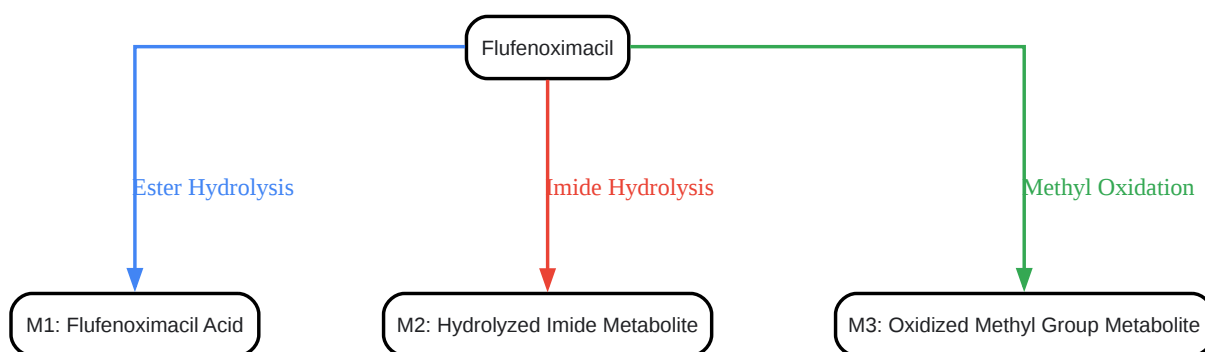 Flufenoximacil
Ester Hydrolysis
Imide Hydrolysis
Methyl Oxidation
M1: Flufenoximacil Acid
M2: Hydrolyzed Imide Metabolite
M3: Oxidized Methyl Group Metabolite